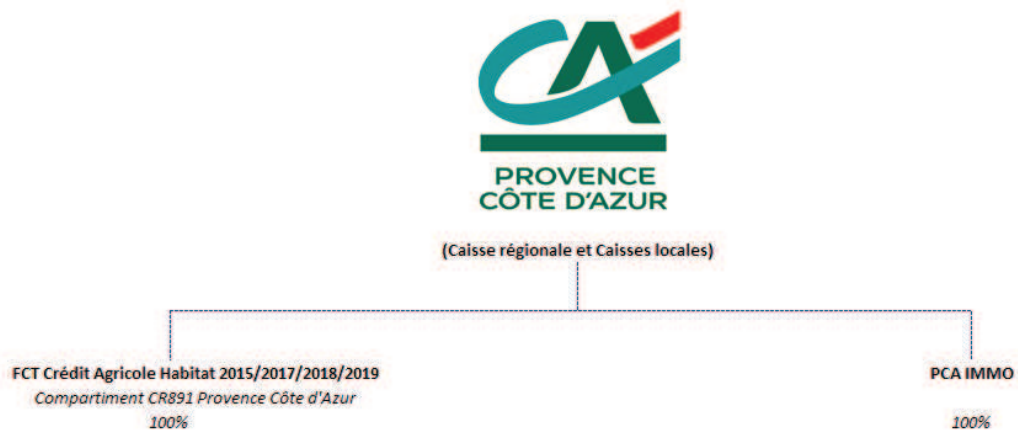 CA
PROVENCE
CÔTE D'AZUR
(Caisse régionale et Caisses locales)
FCT Crédit Agricole Habitat 2015/2017/2018/2019
Compartiment CR891 Provence Côte d'Azur
100%
PCA IMMO
100%